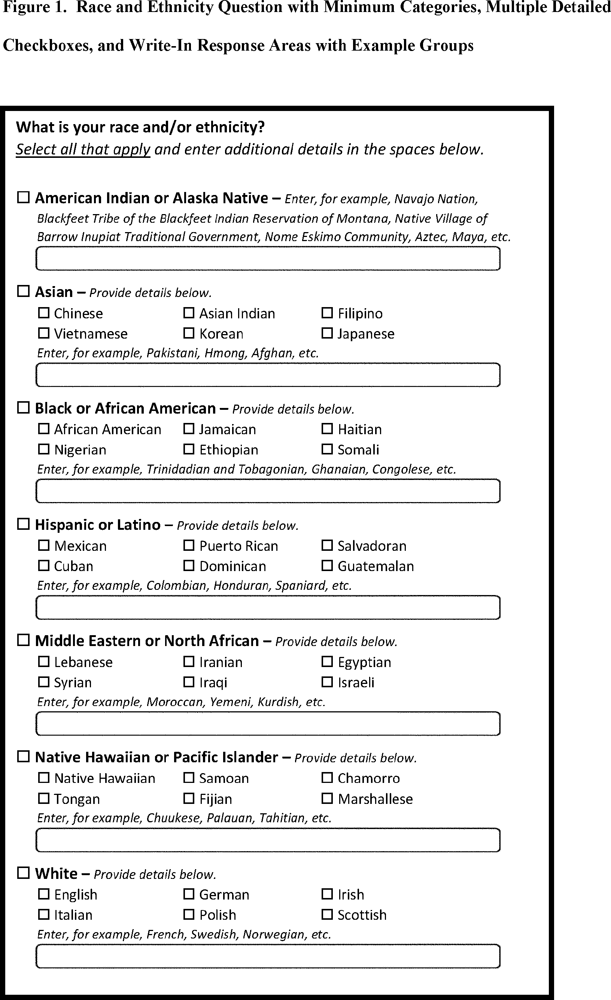 Figure 1.  Race and Ethnicity Question with Minimum Categories, Multiple Detailed
Checkboxes, and Write-In Response Areas with Example Groups
What is your race and/or ethnicity?
Select all that apply and enter additional details in the spaces below.
☐ American Indian or Alaska Native – Enter, for example, Navajo Nation,
Blackfeet Tribe of the Blackfeet Indian Reservation of Montana, Native Village of
Barrow Inupiat Traditional Government, Nome Eskimo Community, Aztec, Maya, etc.
☐ Asian – Provide details below.
☐ Chinese ☐ Asian Indian ☐ Filipino
☐ Vietnamese ☐ Korean ☐ Japanese
Enter, for example, Pakistani, Hmong, Afghan, etc.
☐ Black or African American – Provide details below.
☐ African American ☐ Jamaican ☐ Haitian
☐ Nigerian ☐ Ethiopian ☐ Somali
Enter, for example, Trinidadian and Tobagonian, Ghanaian, Congolese, etc.
☐ Hispanic or Latino – Provide details below.
☐ Mexican ☐ Puerto Rican ☐ Salvadoran
☐ Cuban ☐ Dominican ☐ Guatemalan
Enter, for example, Colombian, Honduran, Spaniard, etc.
☐ Middle Eastern or North African – Provide details below.
☐ Lebanese ☐ Iranian ☐ Egyptian
☐ Syrian ☐ Iraqi ☐ Israeli
Enter, for example, Moroccan, Yemeni, Kurdish, etc.
☐ Native Hawaiian or Pacific Islander – Provide details below.
☐ Native Hawaiian ☐ Samoan ☐ Chamorro
☐ Tongan ☐ Fijian ☐ Marshallese
Enter, for example, Chuukese, Palauan, Tahitian, etc.
☐ White – Provide details below.
☐ English ☐ German ☐ Irish
☐ Italian ☐ Polish ☐ Scottish
Enter, for example, French, Swedish, Norwegian, etc.